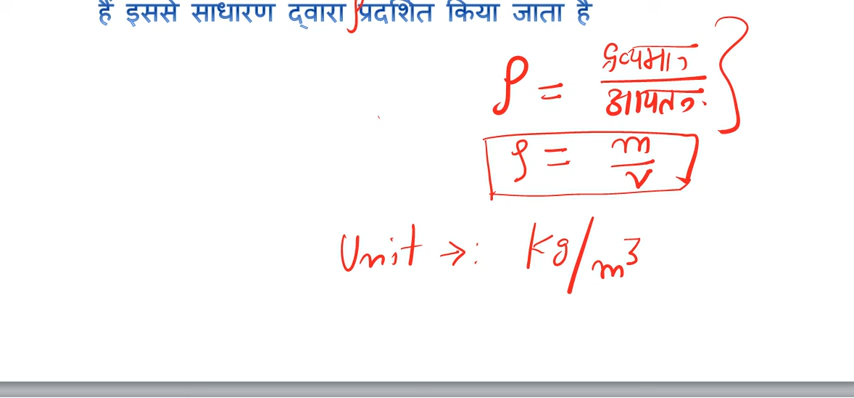 हैं इससे साधारण द्वारा ρ प्रदर्शित किया जाता है
ρ = द्रव्यमान / आयतन
ρ = m / v
Unit →: kg/m³